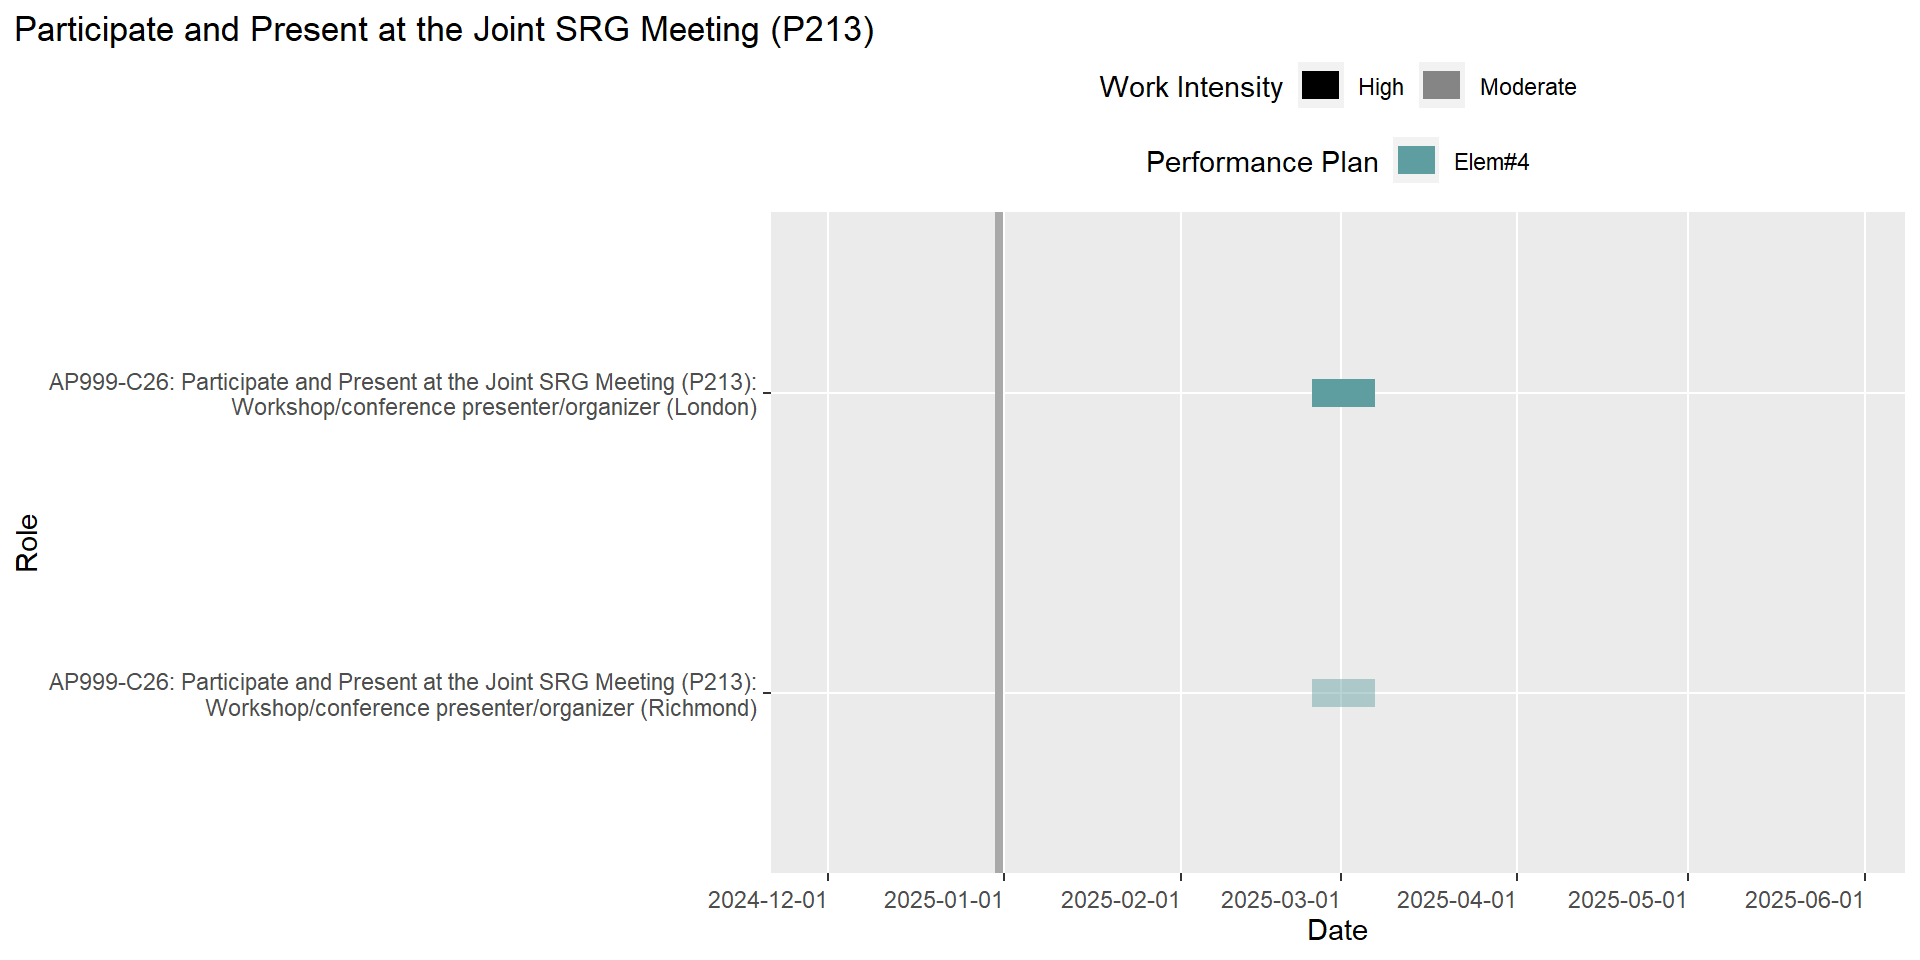 Participate and Present at the Joint SRG Meeting (P213)
Work Intensity High Moderate
Performance Plan Elem#4
AP999-C26: Participate and Present at the Joint SRG Meeting (P213):
Workshop/conference presenter/organizer (London)
Role
AP999-C26: Participate and Present at the Joint SRG Meeting (P213):
Workshop/conference presenter/organizer (Richmond)
2024-12-01 2025-01-01 2025-02-01 2025-03-01 2025-04-01 2025-05-01 2025-06-01
Date